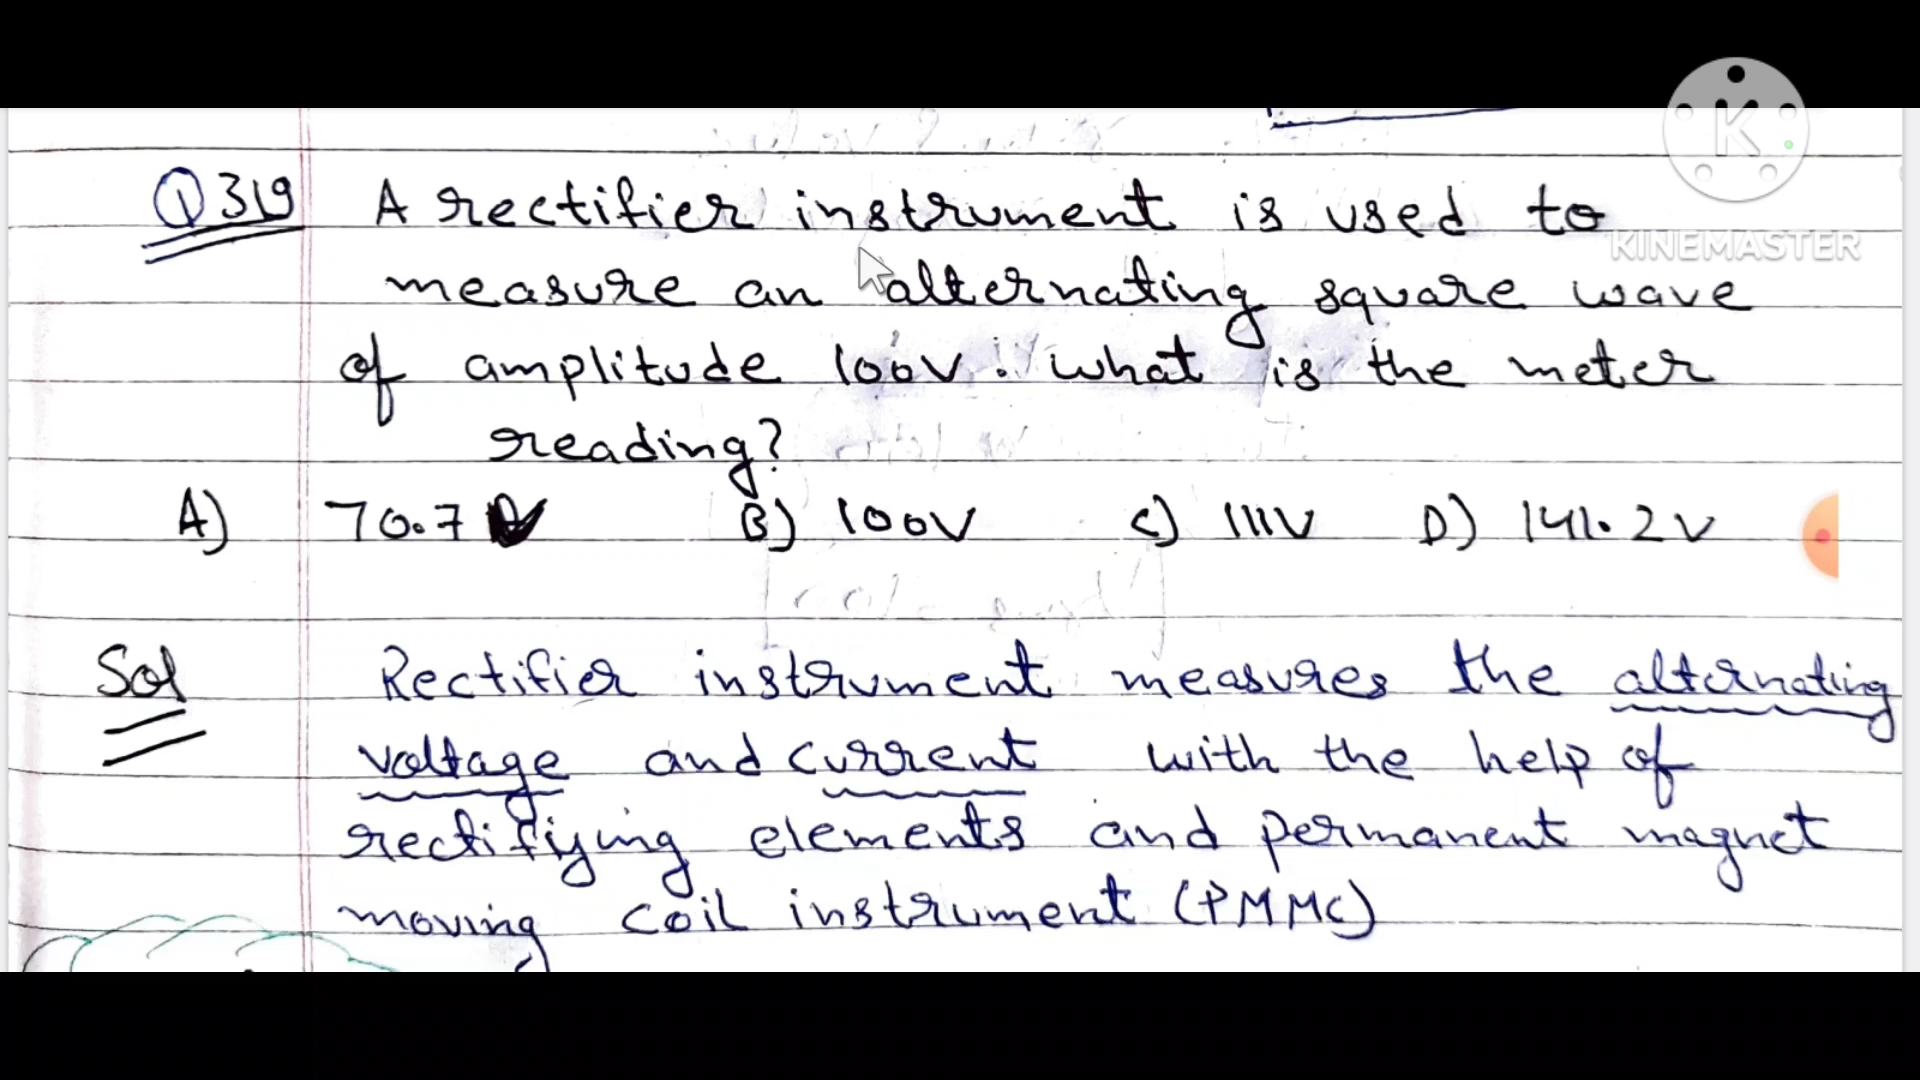 K
KINEMASTER
Q319 A rectifier instrument is used to
measure an alternating square wave
of amplitude 100V. what is the meter
reading?
A) 70.7 V B) 100V C) 111V D) 141.2V
Sol Rectifier instrument measures the alternating
voltage and current with the help of
rectifiying elements and permanent magnet
moving coil instrument (PMMC)